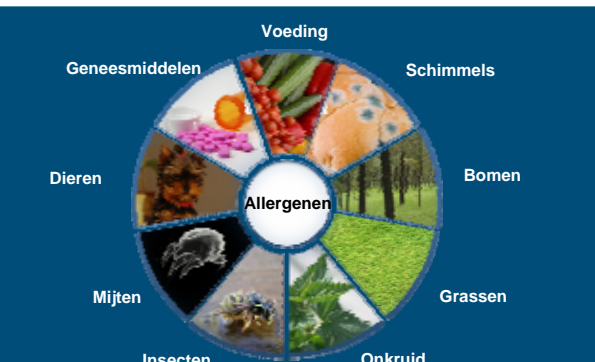 Voeding
Geneesmiddelen
Schimmels
Dieren
Bomen
Allergenen
Mijten
Grassen
Insecten
Onkruid